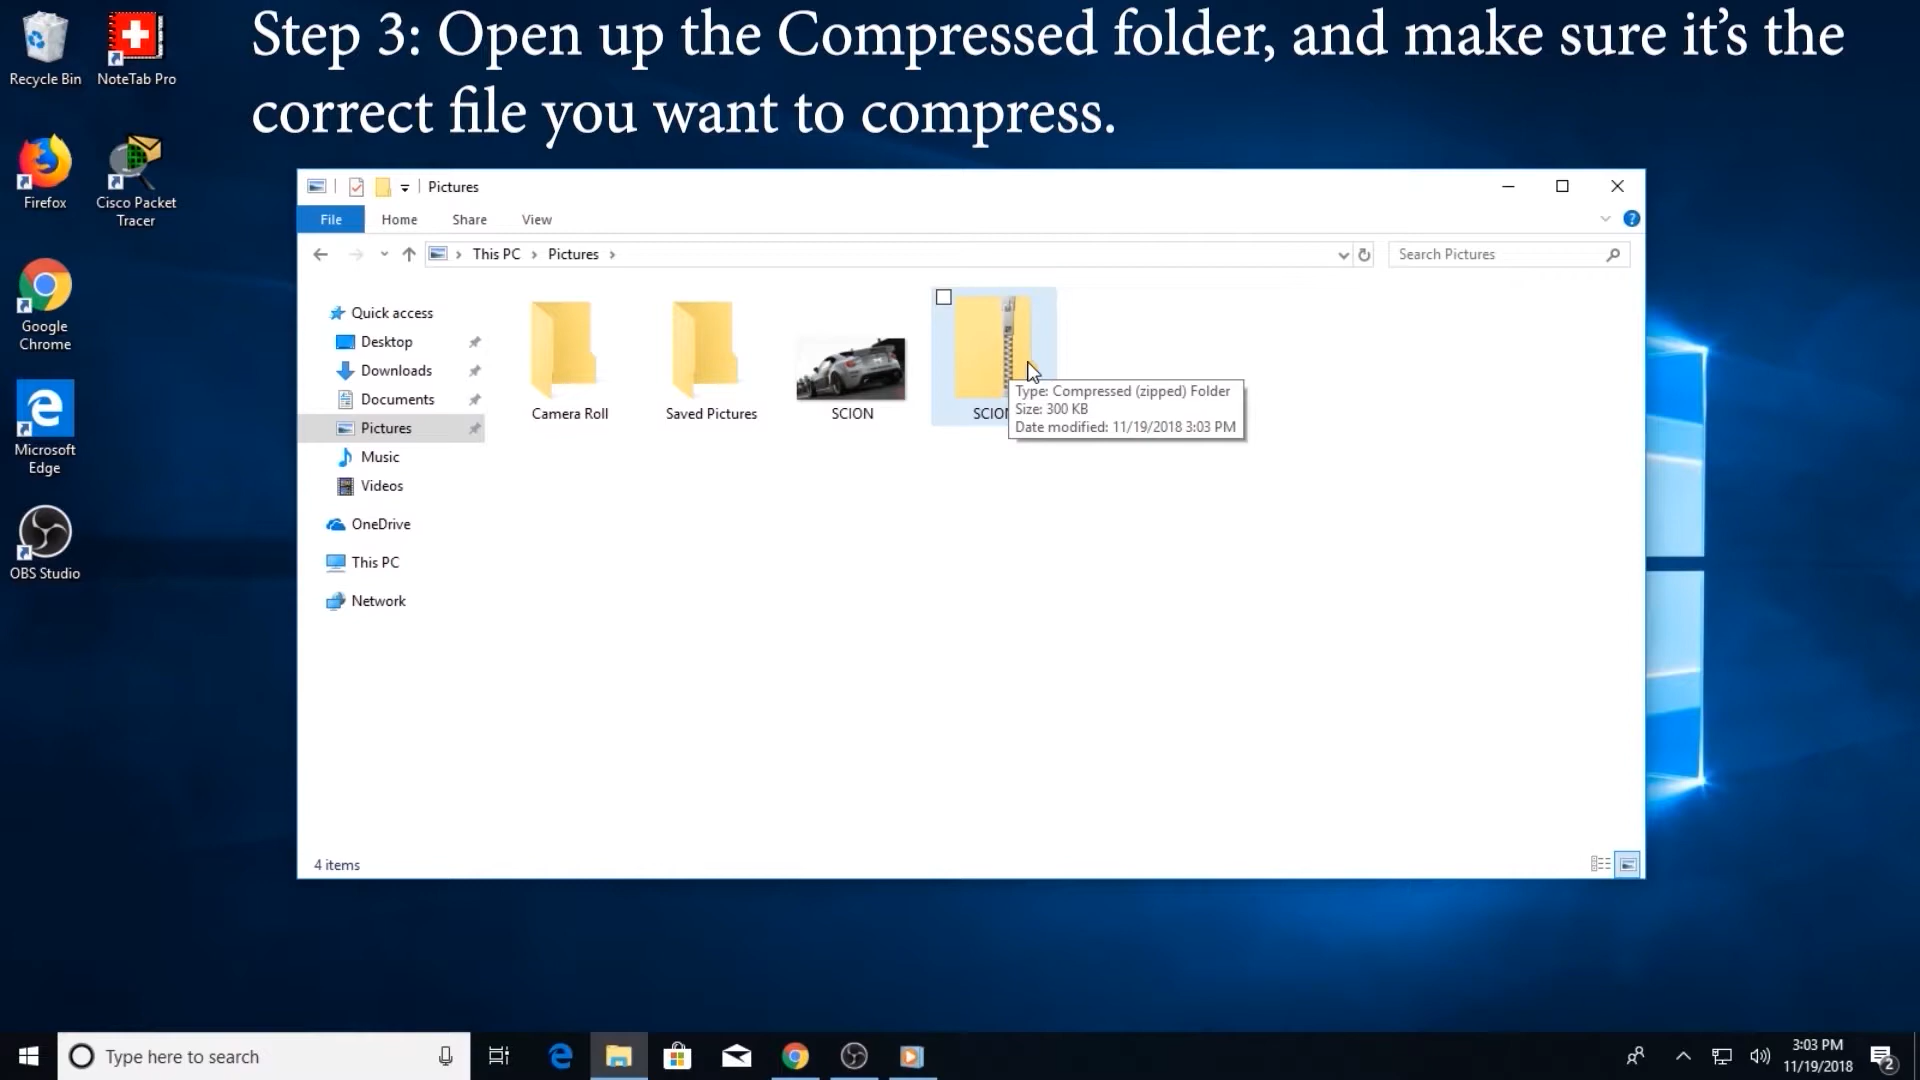 Step 3: Open up the Compressed folder, and make sure it's the
correct file you want to compress.
Recycle Bin
NoteTab Pro
Firefox
Cisco Packet
Tracer
Google
Chrome
Microsoft
Edge
OBS Studio
Pictures
File
Home
Share
View
This PC
Pictures
Search Pictures
Quick access
Desktop
Downloads
Documents
Pictures
Music
Videos
OneDrive
This PC
Network
Camera Roll
Saved Pictures
SCION
SCION
Type: Compressed (zipped) Folder
Size: 300 KB
Date modified: 11/19/2018 3:03 PM
4 items
Type here to search
3:03 PM
11/19/2018
2